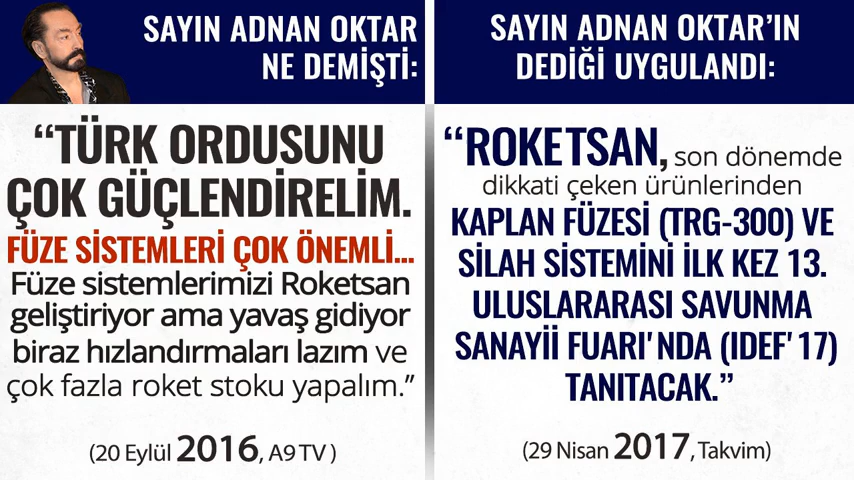 SAYIN ADNAN OKTAR
NE DEMİŞTİ:
“TÜRK ORDUSUNU
ÇOK GÜÇLENDİRELİM.
FÜZE SİSTEMLERİ ÇOK ÖNEMLİ...
Füze sistemlerimizi Roketsan
geliştiriyor ama yavaş gidiyor
biraz hızlandırmaları lazım ve
çok fazla roket stoku yapalım.”
(20 Eylül 2016, A9 TV )
SAYIN ADNAN OKTAR’IN
DEDİĞİ UYGULANDI:
“ROKETSAN, son dönemde
dikkati çeken ürünlerinden
KAPLAN FÜZESİ (TRG-300) VE
SİLAH SİSTEMİNİ İLK KEZ 13.
ULUSLARARASI SAVUNMA
SANAYİİ FUARI'NDA (IDEF'17)
TANITACAK.”
(29 Nisan 2017, Takvim)